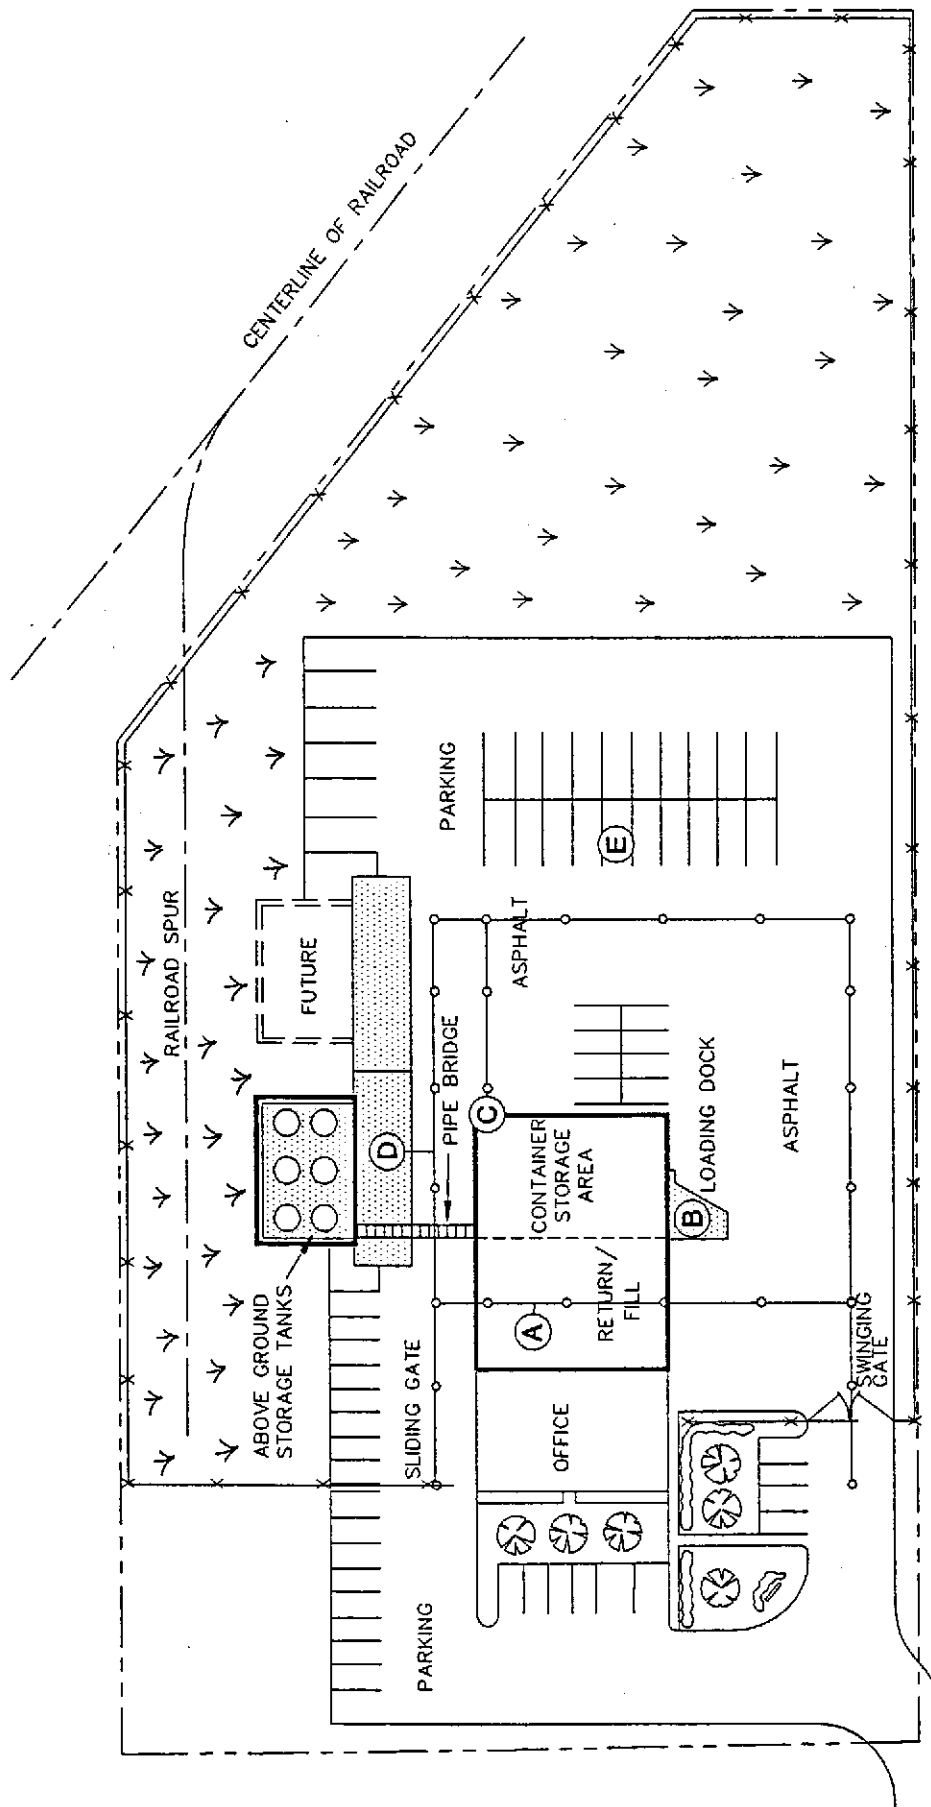 CENTERLINE OF RAILROAD
RAILROAD SPUR
FUTURE
PARKING
E
ASPHALT
ABOVE GROUND
STORAGE TANKS
D
PIPE BRIDGE
C
SLIDING GATE
CONTAINER
STORAGE
AREA
RETURN/
FILL
A
B
LOADING DOCK
ASPHALT
OFFICE
SWINGING
GATE
PARKING